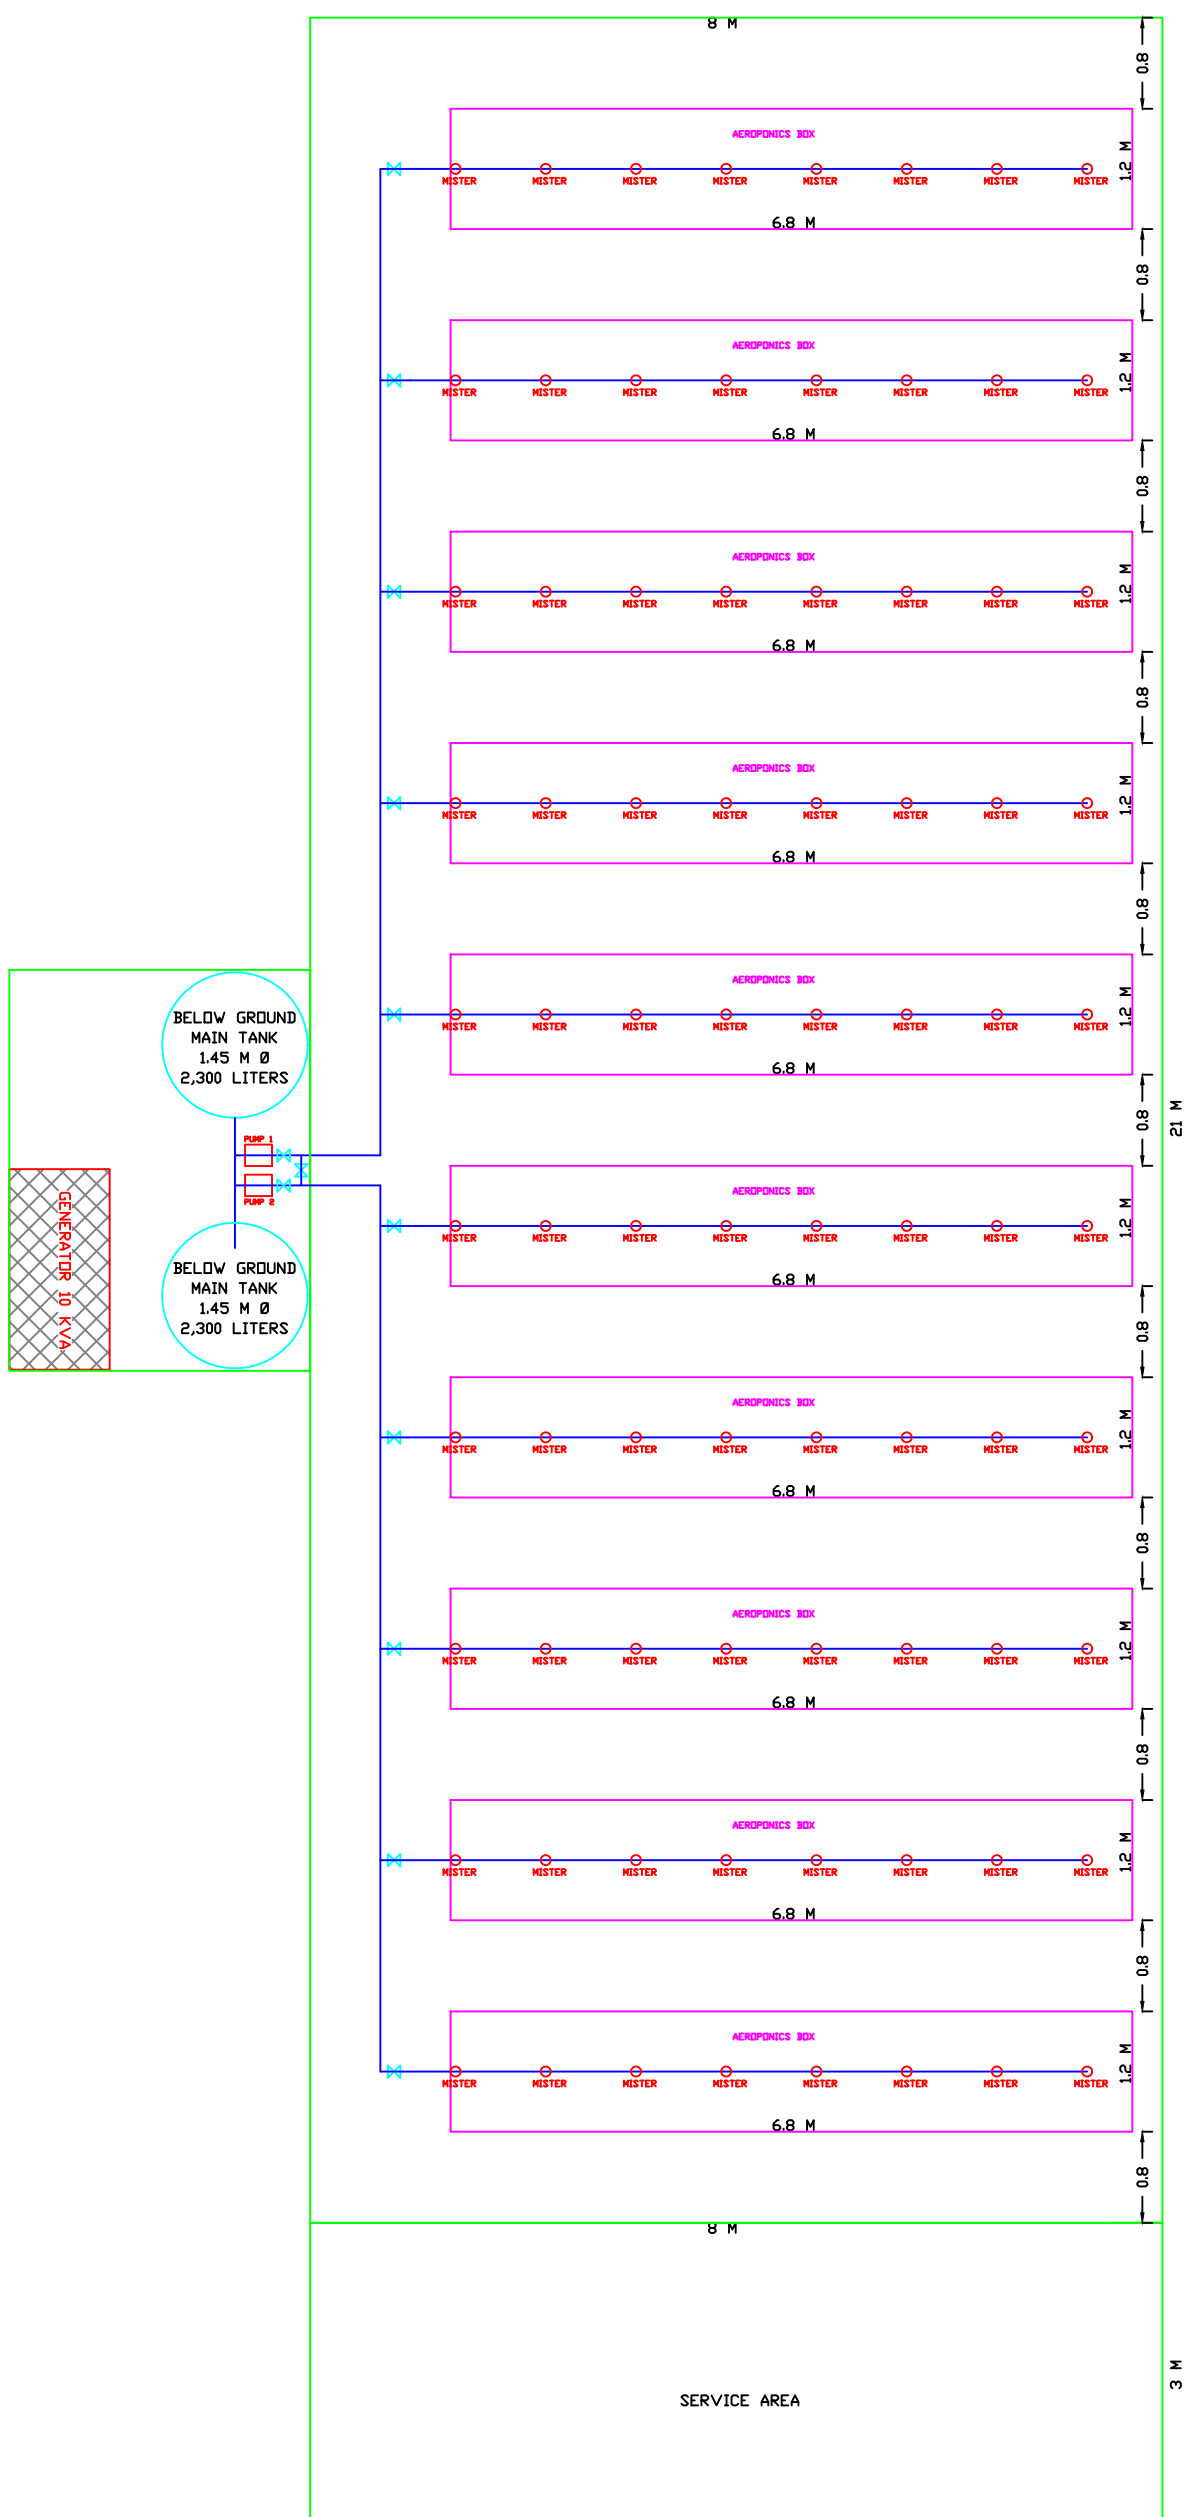 8 M
0.8
AEROPONICS BOX
1.2 M
MISTER MISTER MISTER MISTER MISTER MISTER MISTER MISTER
6.8 M
0.8
AEROPONICS BOX
1.2 M
MISTER MISTER MISTER MISTER MISTER MISTER MISTER MISTER
6.8 M
0.8
AEROPONICS BOX
1.2 M
MISTER MISTER MISTER MISTER MISTER MISTER MISTER MISTER
6.8 M
0.8
AEROPONICS BOX
1.2 M
MISTER MISTER MISTER MISTER MISTER MISTER MISTER MISTER
6.8 M
0.8
AEROPONICS BOX
1.2 M
MISTER MISTER MISTER MISTER MISTER MISTER MISTER MISTER
6.8 M
BELOW GROUND
MAIN TANK
1.45 M Ø
2,300 LITERS
21 M
0.8
PUMP 1
PUMP 2
AEROPONICS BOX
1.2 M
MISTER MISTER MISTER MISTER MISTER MISTER MISTER MISTER
6.8 M
GENERATOR 10 KVA
BELOW GROUND
MAIN TANK
1.45 M Ø
2,300 LITERS
0.8
AEROPONICS BOX
1.2 M
MISTER MISTER MISTER MISTER MISTER MISTER MISTER MISTER
6.8 M
0.8
AEROPONICS BOX
1.2 M
MISTER MISTER MISTER MISTER MISTER MISTER MISTER MISTER
6.8 M
0.8
AEROPONICS BOX
1.2 M
MISTER MISTER MISTER MISTER MISTER MISTER MISTER MISTER
6.8 M
0.8
AEROPONICS BOX
1.2 M
MISTER MISTER MISTER MISTER MISTER MISTER MISTER MISTER
6.8 M
0.8
8 M
3 M
SERVICE AREA